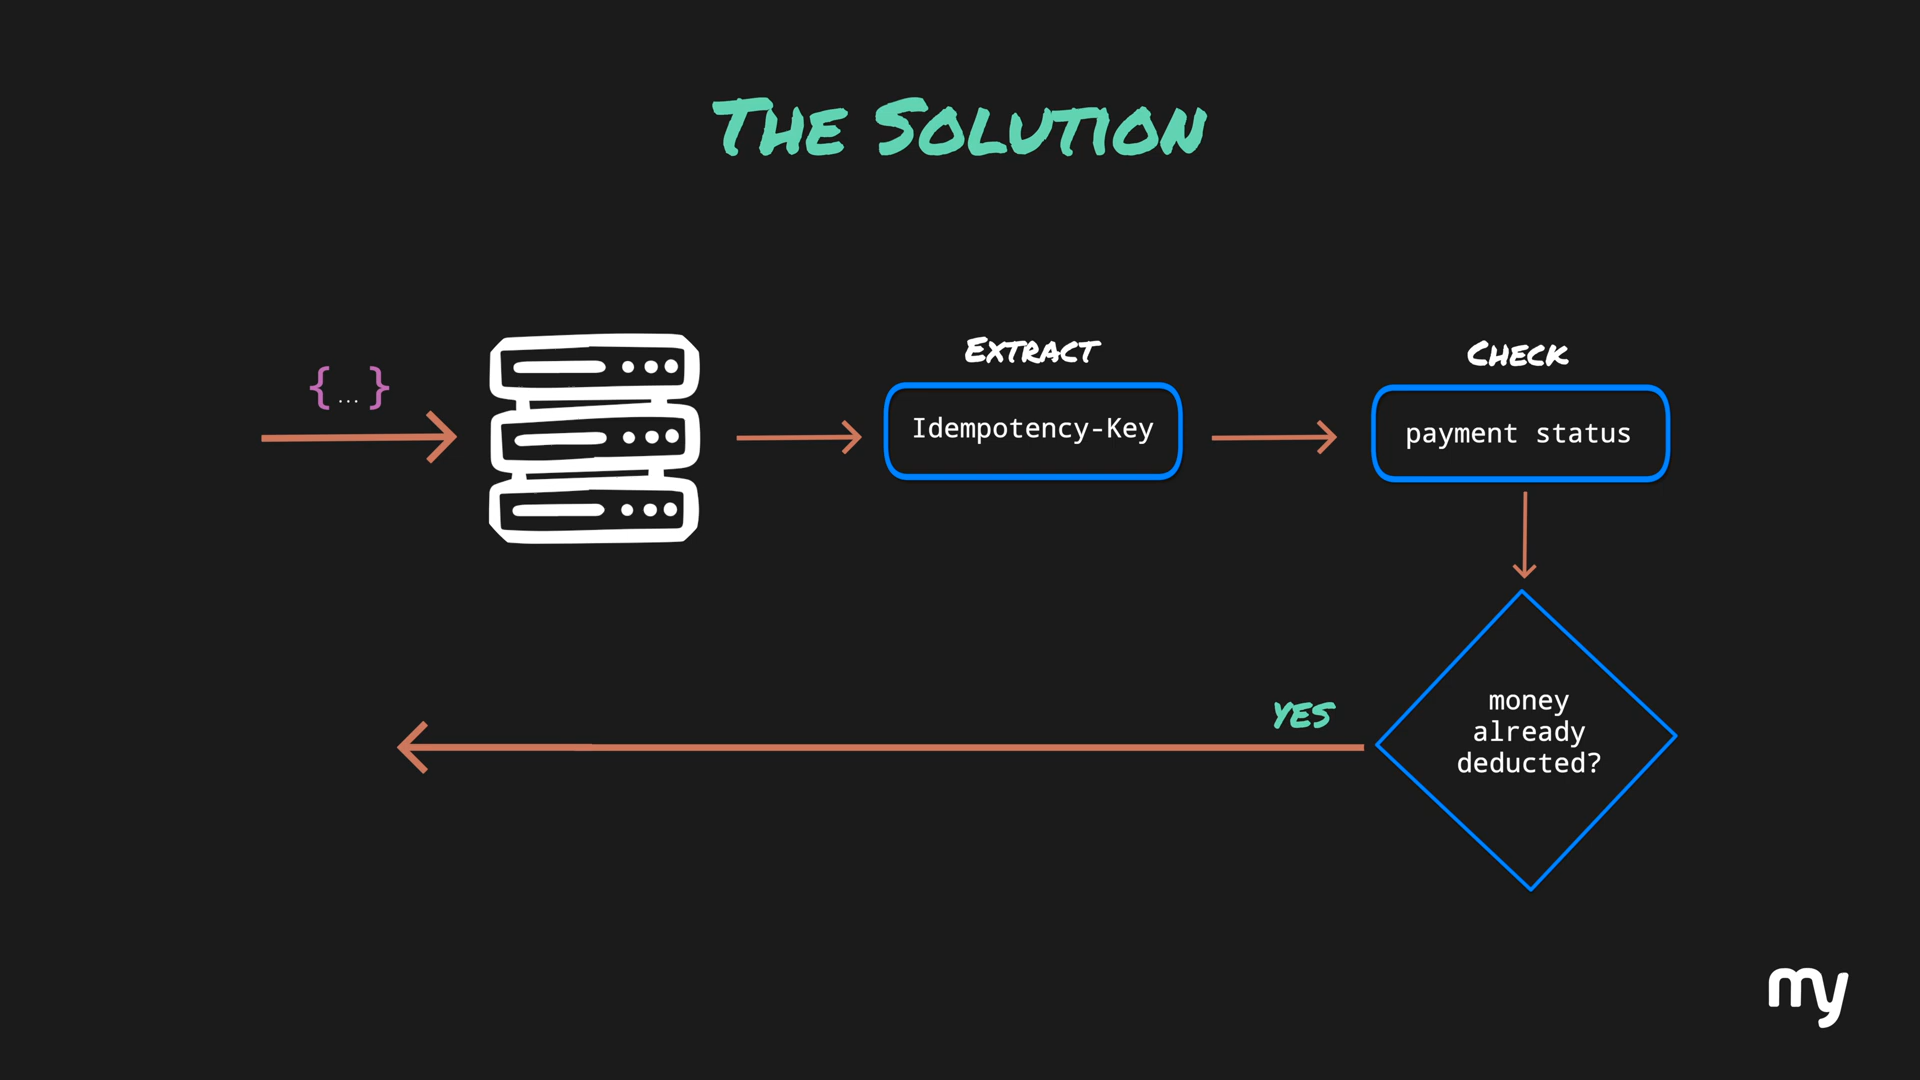 The Solution
{...}
Extract
Idempotency-Key
Check
payment status
YES
money
already
deducted?
my